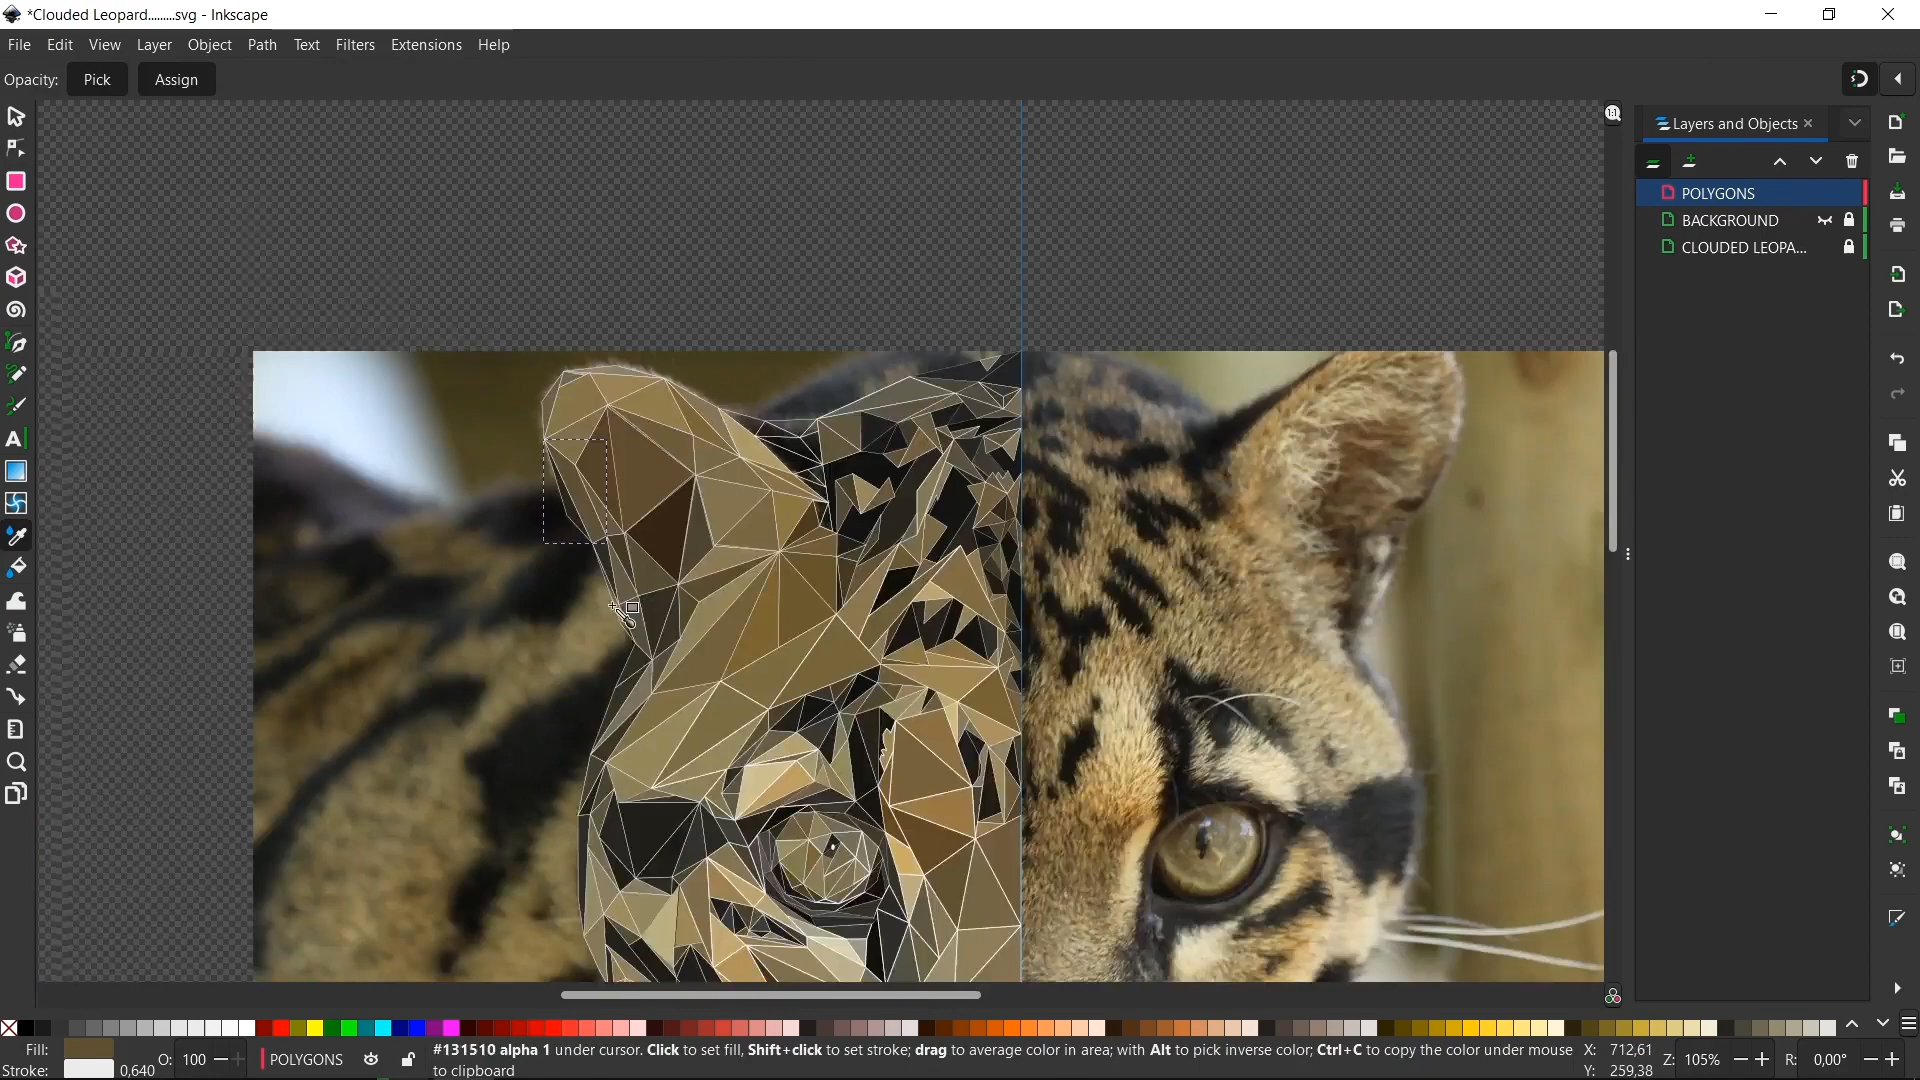 *Clouded Leopard.........svg - Inkscape
File Edit View Layer Object Path Text Filters Extensions Help
Opacity: Pick Assign
Layers and Objects
POLYGONS
BACKGROUND
CLOUDED LEOPA...
Fill:
Stroke: 0,640
O: 100
POLYGONS
#131510 alpha 1 under cursor. Click to set fill, Shift+click to set stroke; drag to average color in area; with Alt to pick inverse color; Ctrl+C to copy the color under mouse
to clipboard
X: 712,61
Y: 259,38
Z: 105%
R: 0,00°